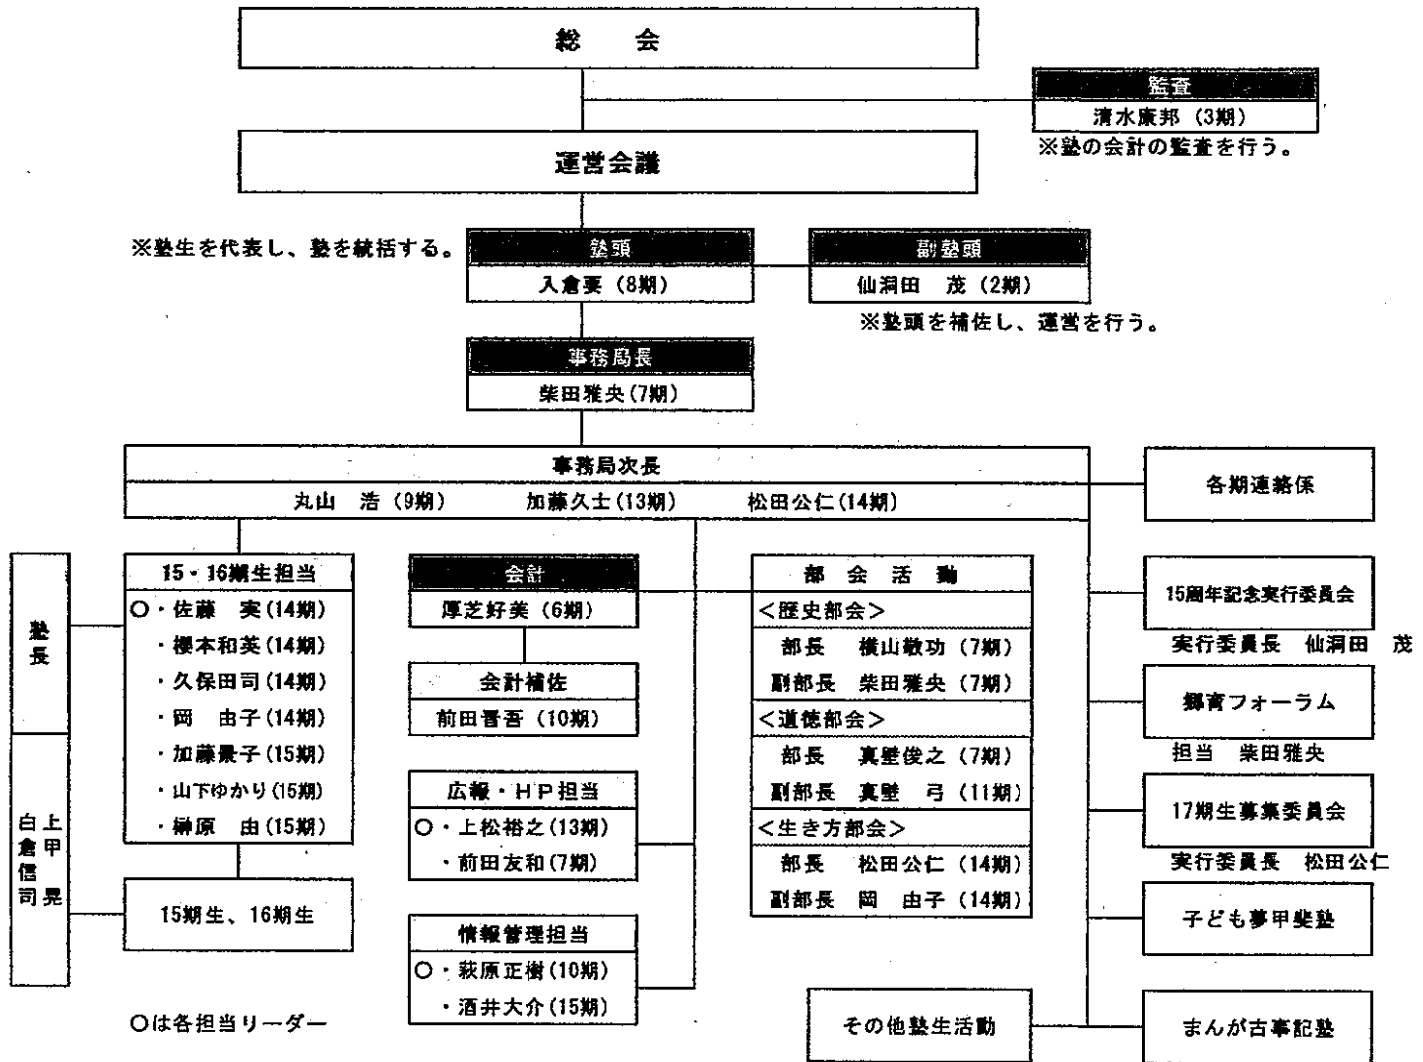 総　会
監査
清水康邦（3期）
※塾の会計の監査を行う。
運営会議
※塾生を代表し、塾を統括する。
塾頭
入倉要（8期）
副塾頭
仙洞田　茂（2期）
※塾頭を補佐し、運営を行う。
事務局長
柴田雅央(7期)
事務局次長
丸山　浩（9期）　加藤久士(13期)　松田公仁(14期)
各期連絡係
塾長
上甲　晃
白倉信司
15・16期生担当
〇・佐藤　実(14期)
・櫻本和英(14期)
・久保田司(14期)
・岡　由子(14期)
・加藤景子(15期)
・山下ゆかり(15期)
・榊原　由(15期)
15期生、16期生
〇は各担当リーダー
会計
厚芝好美（6期）
会計補佐
前田晋吾（10期）
広報・HP担当
〇・上松裕之(13期)
・前田友和(7期)
情報管理担当
〇・萩原正樹(10期)
・酒井大介(15期)
部会活動
＜歴史部会＞
部長　横山敬功（7期）
副部長　柴田雅央（7期）
＜道徳部会＞
部長　真壁俊之（7期）
副部長　真壁　弓（11期）
＜生き方部会＞
部長　松田公仁（14期）
副部長　岡　由子（14期）
15周年記念実行委員会
実行委員長　仙洞田　茂
郷育フォーラム
担当　柴田雅央
17期生募集委員会
実行委員長　松田公仁
子ども夢甲斐塾
その他塾生活動
まんが古事記塾